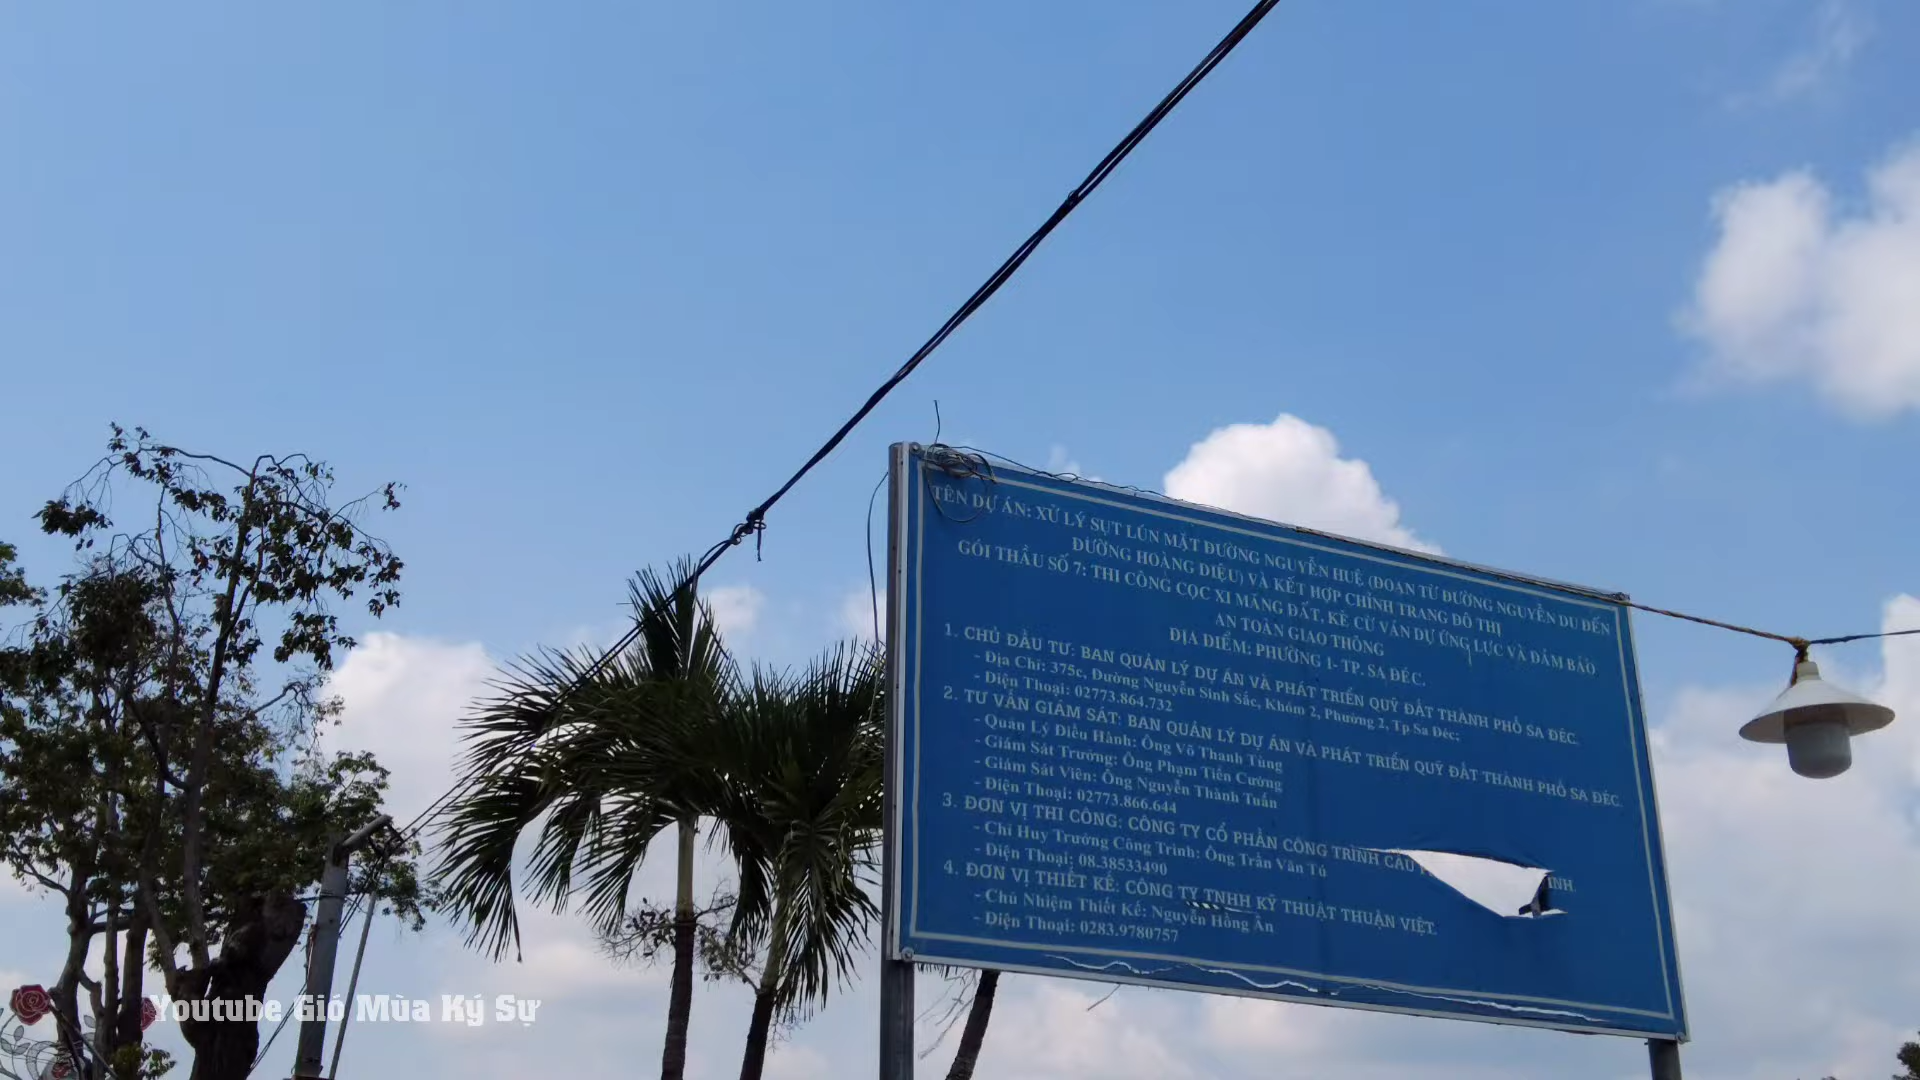 TÊN DỰ ÁN: XỬ LÝ SỤT LÚN MẶT ĐƯỜNG NGUYỄN HUỆ (ĐOẠN TỪ ĐƯỜNG NGUYỄN DU ĐẾN
ĐƯỜNG HOÀNG DIỆU) VÀ KẾT HỢP CHỈNH TRANG ĐÔ THỊ
GÓI THẦU SỐ 7: THI CÔNG CỌC XI MĂNG ĐẤT, KÈ CỪ VÁN DỰ ỨNG LỰC VÀ ĐẢM BẢO
AN TOÀN GIAO THÔNG
ĐỊA ĐIỂM: PHƯỜNG 1- TP. SA ĐÉC.
1. CHỦ ĐẦU TƯ: BAN QUẢN LÝ DỰ ÁN VÀ PHÁT TRIỂN QUỸ ĐẤT THÀNH PHỐ SA ĐÉC.
- Địa Chỉ: 375c, Đường Nguyễn Sinh Sắc, Khóm 2, Phường 2, Tp Sa Đéc;
- Điện Thoại: 02773.864.732
2. TƯ VẤN GIÁM SÁT: BAN QUẢN LÝ DỰ ÁN VÀ PHÁT TRIỂN QUỸ ĐẤT THÀNH PHỐ SA ĐÉC.
- Quản Lý Điều Hành: Ông Võ Thanh Tùng
- Giám Sát Trưởng: Ông Phạm Tiến Cường
- Giám Sát Viên: Ông Nguyễn Thành Tuấn
- Điện Thoại: 02773.866.644
3. ĐƠN VỊ THI CÔNG: CÔNG TY CỔ PHẦN CÔNG TRÌNH CẦU
- Chỉ Huy Trưởng Công Trình: Ông Trần Văn Tú
- Điện Thoại: 08.38533490
4. ĐƠN VỊ THIẾT KẾ: CÔNG TY TNHH KỸ THUẬT THUẬN VIỆT.
- Chủ Nhiệm Thiết Kế: Nguyễn Hồng Ân
- Điện Thoại: 0283.9780757
Youtube Gió Mùa Ký Sự